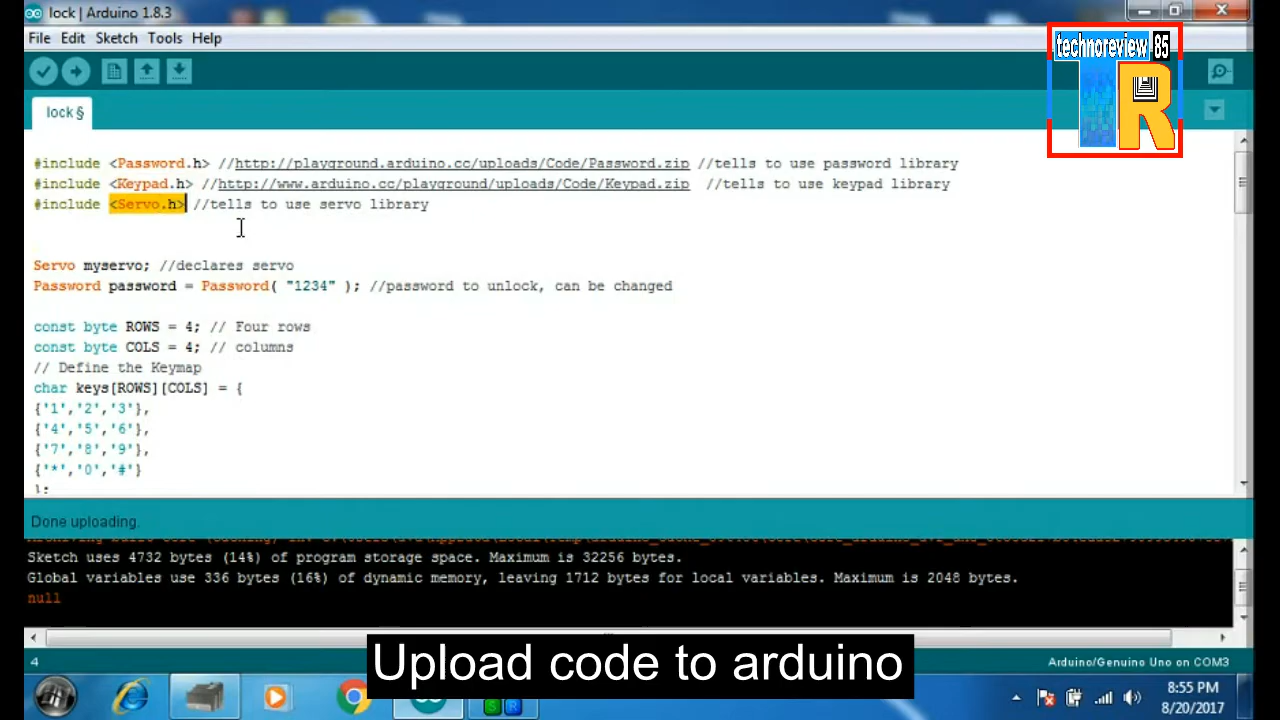 lock | Arduino 1.8.3
File Edit Sketch Tools Help
technoreview 85
TR
lock §
#include <Password.h> //http://playground.arduino.cc/uploads/Code/Password.zip //tells to use password library
#include <Keypad.h> //http://www.arduino.cc/playground/uploads/Code/Keypad.zip //tells to use keypad library
#include <Servo.h> //tells to use servo library
Servo myservo; //declares servo
Password password = Password( "1234" ); //password to unlock, can be changed
const byte ROWS = 4; // Four rows
const byte COLS = 4; // columns
// Define the Keymap
char keys[ROWS][COLS] = {
{'1','2','3'},
{'4','5','6'},
{'7','8','9'},
{'*','0','#'}
};
Done uploading.
Sketch uses 4732 bytes (14%) of program storage space. Maximum is 32256 bytes.
Global variables use 336 bytes (16%) of dynamic memory, leaving 1712 bytes for local variables. Maximum is 2048 bytes.
null
Upload code to arduino
4
Arduino/Genuino Uno on COM3
S R
8:55 PM
8/20/2017